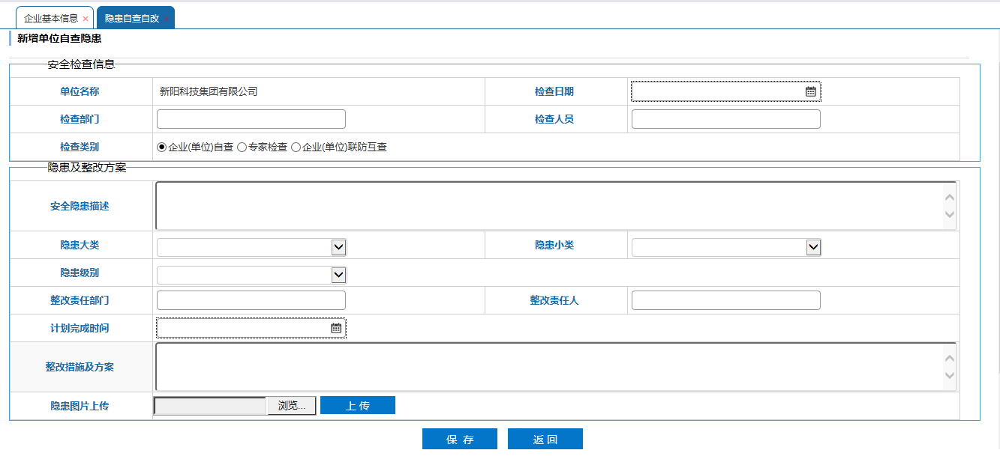 企业基本信息 × 隐患自查自改 ×
新增单位自查隐患
安全检查信息
单位名称 新阳科技集团有限公司 检查日期
检查部门 检查人员
检查类别 企业(单位)自查 专家检查 企业(单位)联防互查
隐患及整改方案
安全隐患描述
隐患大类 隐患小类
隐患级别
整改责任部门 整改责任人
计划完成时间
整改措施及方案
隐患图片上传 浏览... 上 传
保 存 返 回